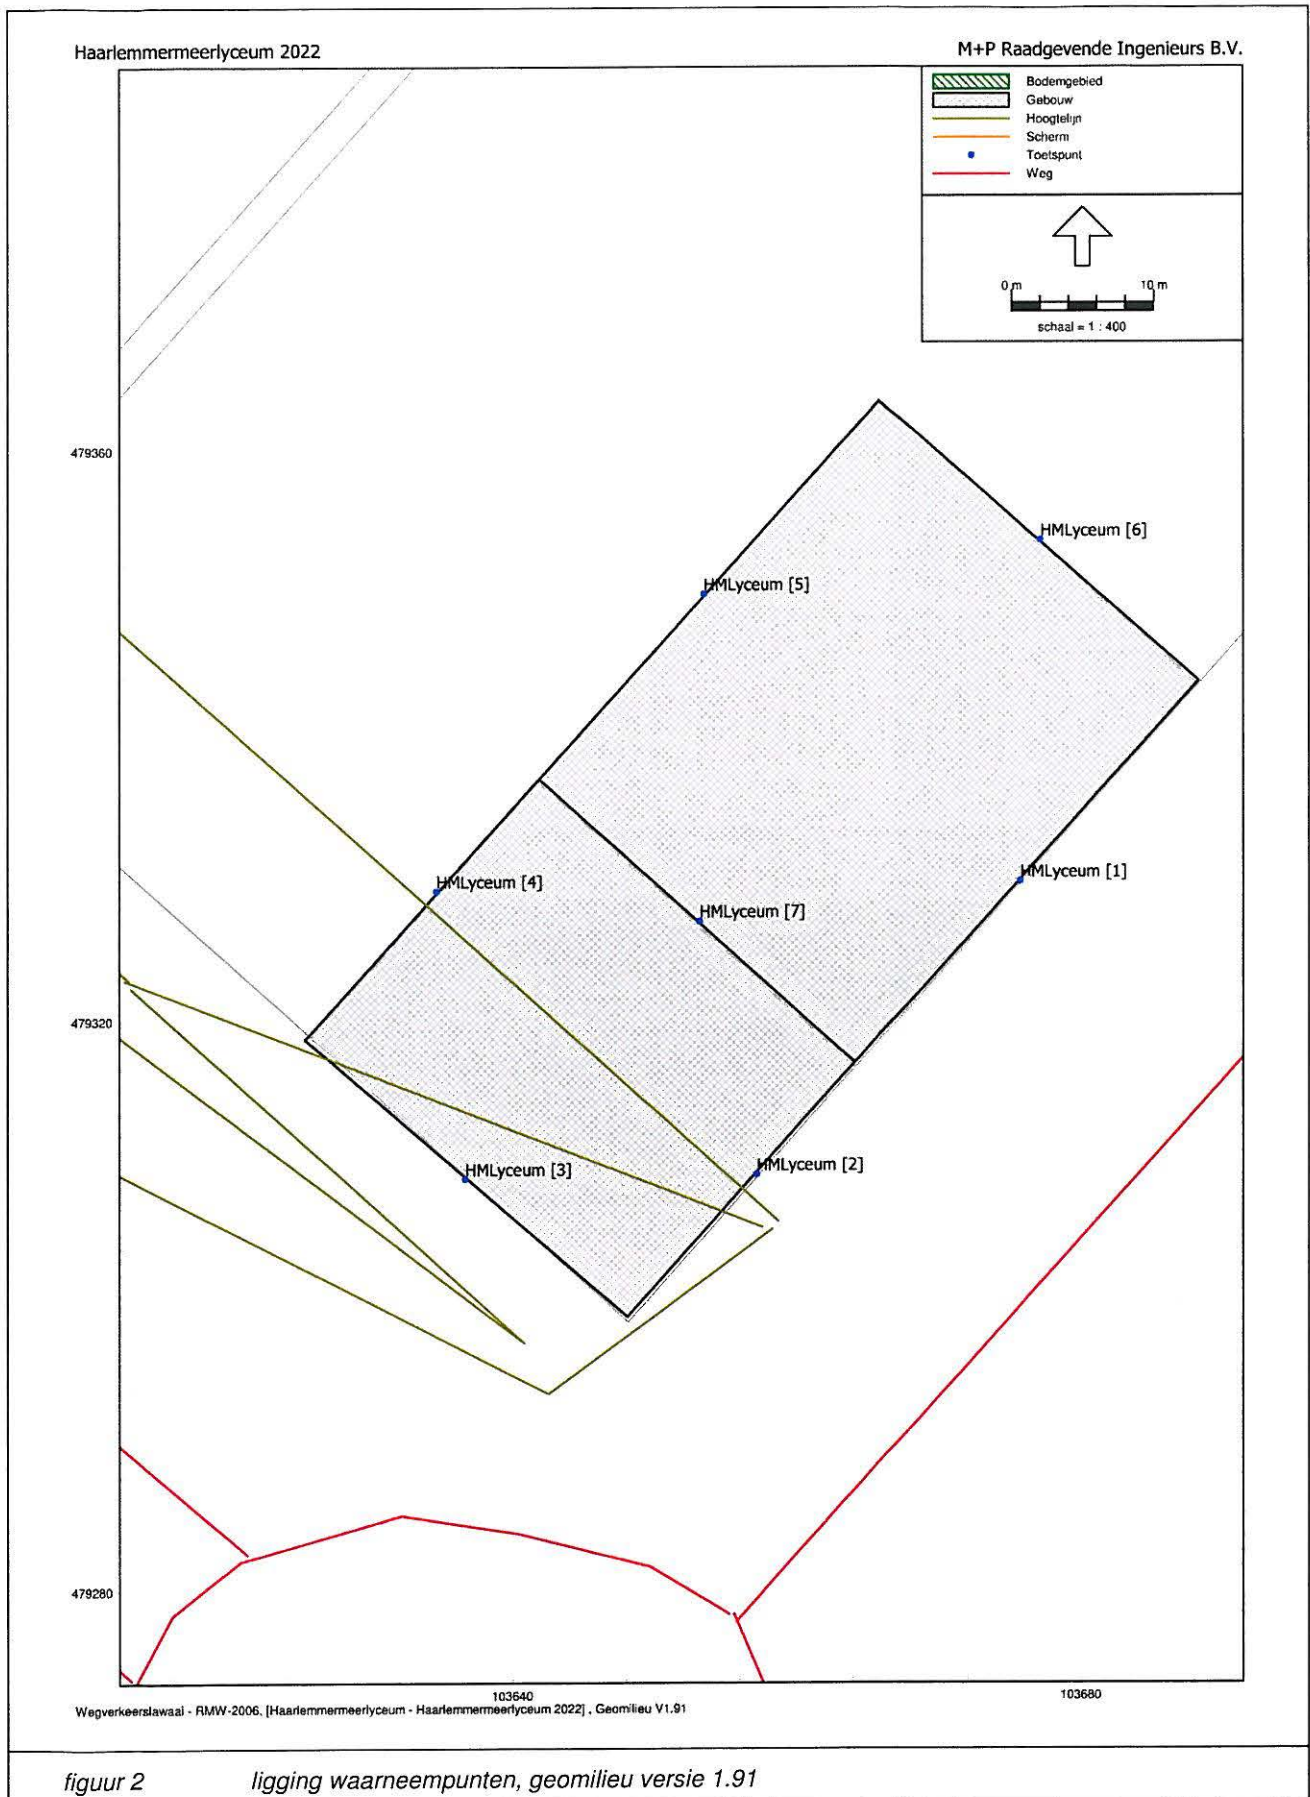 Haarlemmermeerlyceum 2022
M+P Raadgevende Ingenieurs B.V.
Bodemgebied
Gebouw
Hoogtelijn
Scherm
Toetspunt
Weg
0 m
10 m
schaal = 1 : 400
479360
HMLyceum [6]
HMLyceum [5]
HMLyceum [4]
HMLyceum [1]
HMLyceum [7]
479320
HMLyceum [3]
HMLyceum [2]
479280
103640
103680
Wegverkeerslawaai - RMW-2006, [Haarlemmermeerlyceum - Haarlemmermeerlyceum 2022] , Geomilieu V1.91
figuur 2 ligging waarneempunten, geomilieu versie 1.91